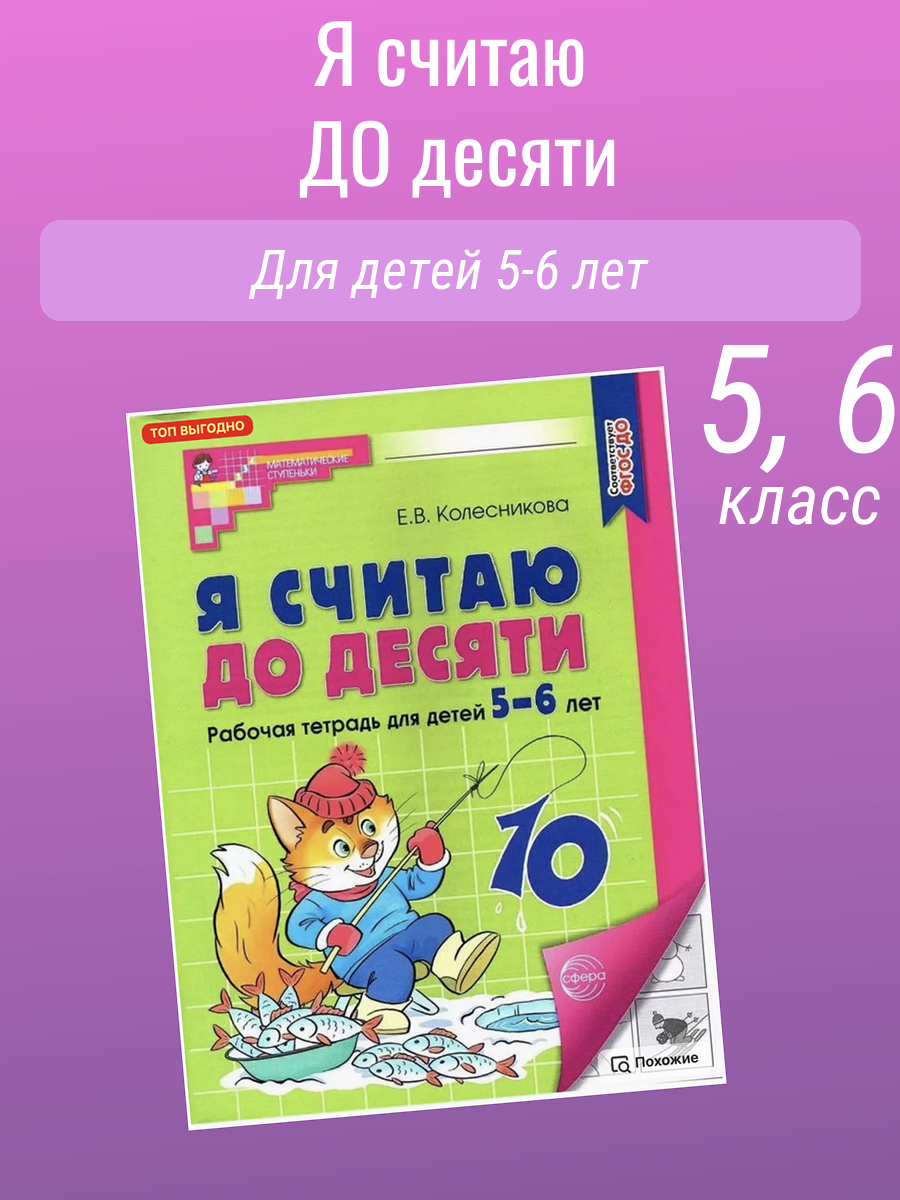 Я считаю
ДО десяти
Для детей 5-6 лет
5, 6
класс
ТОП ВЫГОДНО
МАТЕМАТИЧЕСКИЕ
СТУПЕНЬКИ
Соответствует
ФГОС ДО
Е.В. Колесникова
Я СЧИТАЮ
ДО ДЕСЯТИ
Рабочая тетрадь для детей 5-6 лет
10
сфера
Похожие